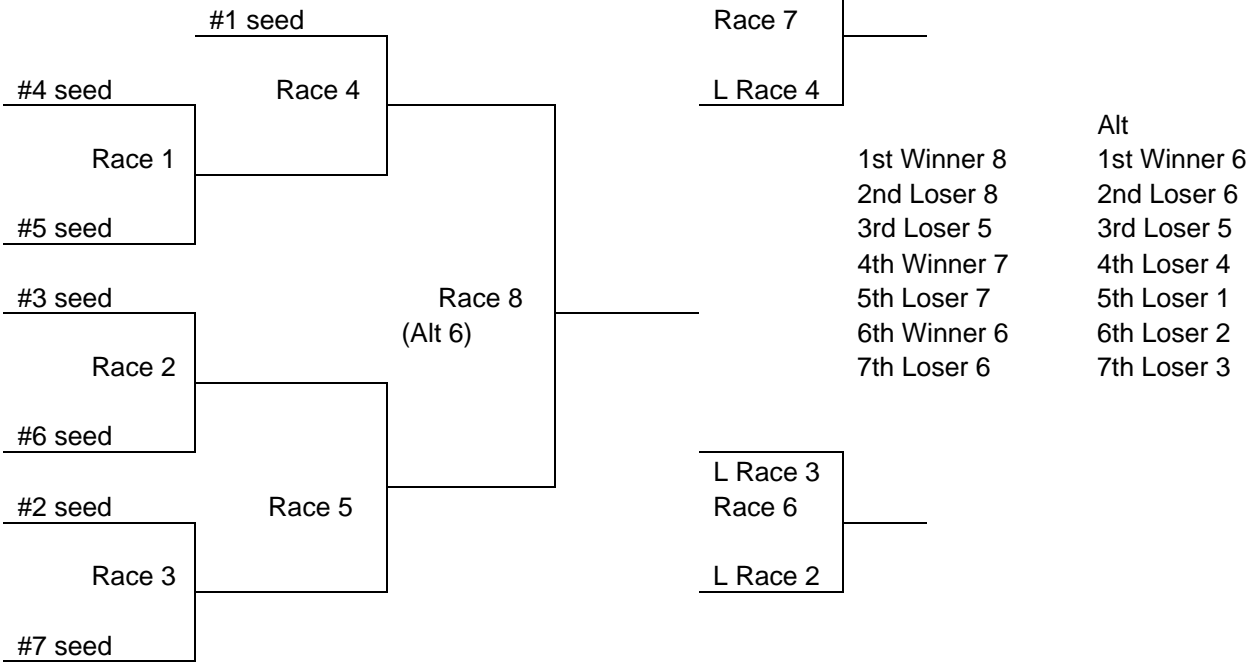 #1 seed
Race 7
#4 seed
Race 4
L Race 4
Alt
Race 1
1st Winner 8
1st Winner 6
2nd Loser 8
2nd Loser 6
#5 seed
3rd Loser 5
3rd Loser 5
4th Winner 7
4th Loser 4
#3 seed
Race 8
5th Loser 7
5th Loser 1
(Alt 6)
6th Winner 6
6th Loser 2
Race 2
7th Loser 6
7th Loser 3
#6 seed
L Race 3
#2 seed
Race 5
Race 6
Race 3
L Race 2
#7 seed